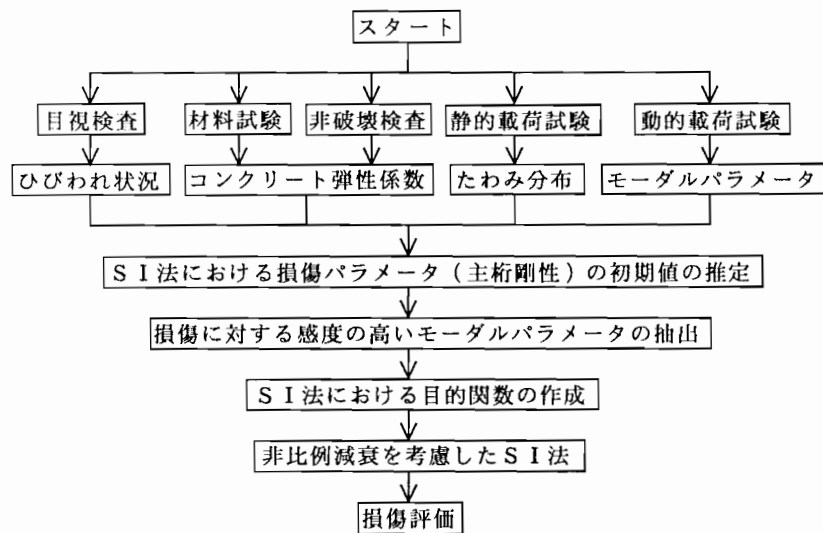 スタート
目視検査 材料試験 非破壊検査 静的載荷試験 動的載荷試験
ひびわれ状況 コンクリート弾性係数 たわみ分布 モーダルパラメータ
SI法における損傷パラメータ(主桁剛性)の初期値の推定
損傷に対する感度の高いモーダルパラメータの抽出
SI法における目的関数の作成
非比例減衰を考慮したSI法
損傷評価